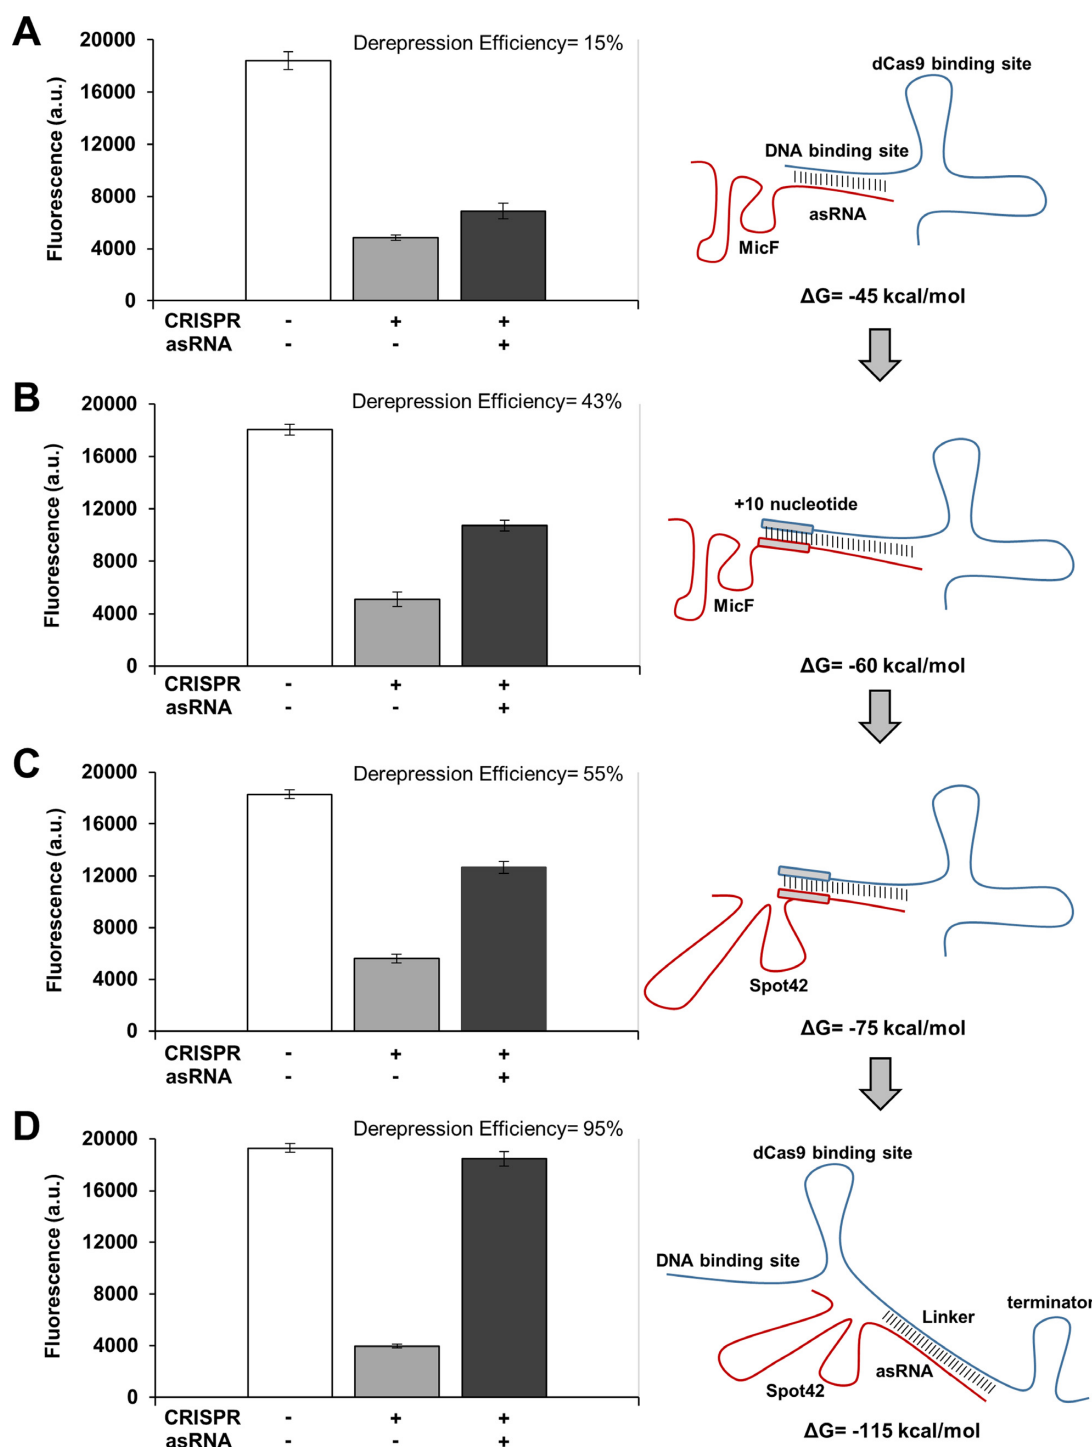 A
Derepression Efficiency= 15%
Fluorescence (a.u.)
20000
16000
12000
8000
4000
0
CRISPR - + +
asRNA - - +
dCas9 binding site
DNA binding site
asRNA
MicF
ΔG= -45 kcal/mol
B
Derepression Efficiency= 43%
Fluorescence (a.u.)
20000
16000
12000
8000
4000
0
CRISPR - + +
asRNA - - +
+10 nucleotide
MicF
ΔG= -60 kcal/mol
C
Derepression Efficiency= 55%
Fluorescence (a.u.)
20000
16000
12000
8000
4000
0
CRISPR - + +
asRNA - - +
Spot42
ΔG= -75 kcal/mol
D
Derepression Efficiency= 95%
Fluorescence (a.u.)
20000
16000
12000
8000
4000
0
CRISPR - + +
asRNA - - +
dCas9 binding site
DNA binding site
Linker
terminator
asRNA
Spot42
ΔG= -115 kcal/mol